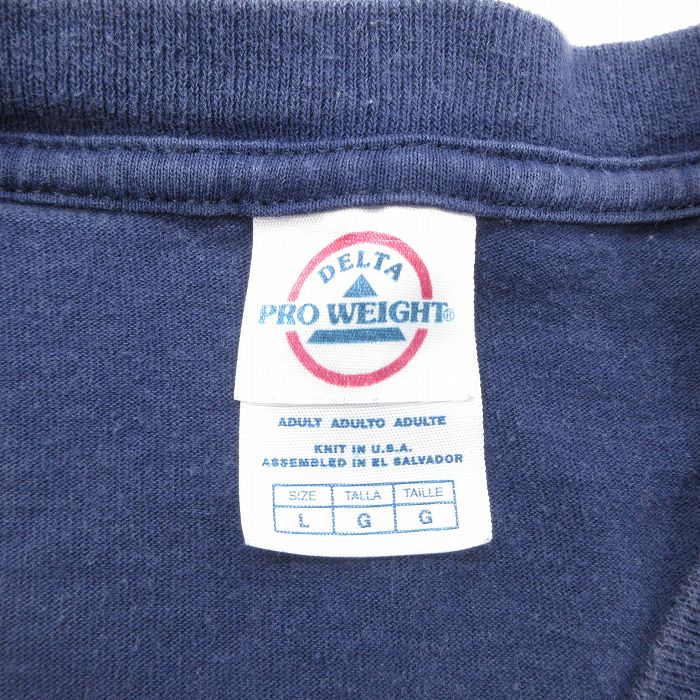 DELTA
PRO WEIGHT®
ADULT ADULTO ADULTE
KNIT IN U.S.A.
ASSEMBLED IN EL SALVADOR
SIZE TALLA TAILLE
L G G